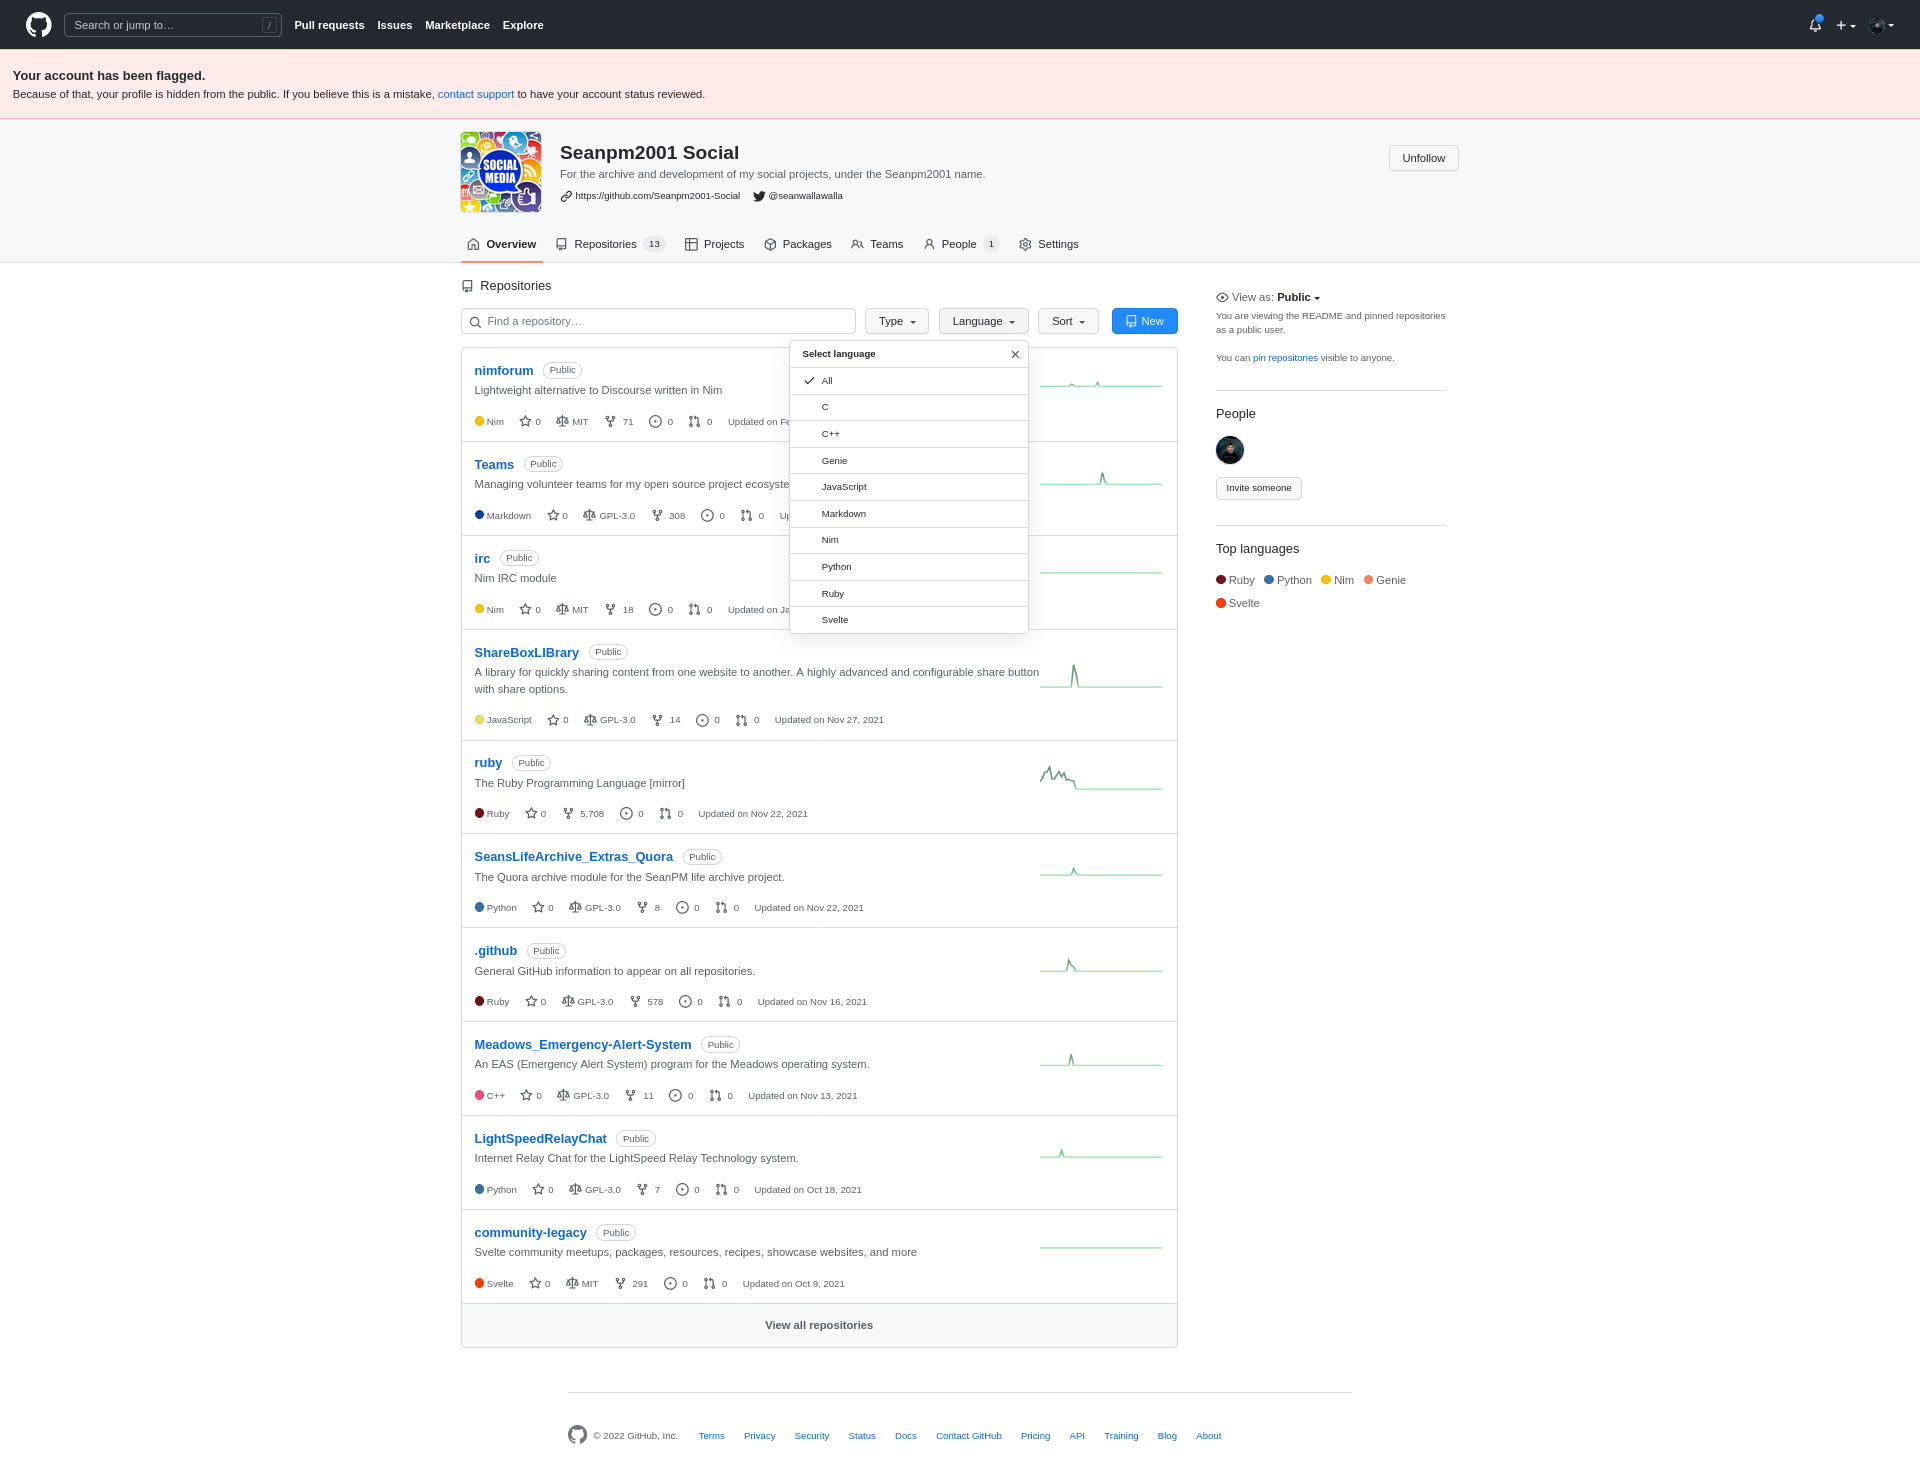 Search or jump to…
/
Pull requests
Issues
Marketplace
Explore
Your account has been flagged.
Because of that, your profile is hidden from the public. If you believe this is a mistake, contact support to have your account status reviewed.
SOCIAL
MEDIA
Seanpm2001 Social
For the archive and development of my social projects, under the Seanpm2001 name.
https://github.com/Seanpm2001-Social
@seanwallawalla
Unfollow
Overview
Repositories 13
Projects
Packages
Teams
People 1
Settings
Repositories
Find a repository…
Type
Language
Sort
New
Select language
All
C
C++
Genie
JavaScript
Markdown
Nim
Python
Ruby
Svelte
nimforum Public
Lightweight alternative to Discourse written in Nim
Nim 0 MIT 71 0 0 Updated on Fe
Teams Public
Managing volunteer teams for my open source project ecosyste
Markdown 0 GPL-3.0 308 0 0 Up
irc Public
Nim IRC module
Nim 0 MIT 18 0 0 Updated on Ja
ShareBoxLIBrary Public
A library for quickly sharing content from one website to another. A highly advanced and configurable share button
with share options.
JavaScript 0 GPL-3.0 14 0 0 Updated on Nov 27, 2021
ruby Public
The Ruby Programming Language [mirror]
Ruby 0 5,708 0 0 Updated on Nov 22, 2021
SeansLifeArchive_Extras_Quora Public
The Quora archive module for the SeanPM life archive project.
Python 0 GPL-3.0 8 0 0 Updated on Nov 22, 2021
.github Public
General GitHub information to appear on all repositories.
Ruby 0 GPL-3.0 578 0 0 Updated on Nov 16, 2021
Meadows_Emergency-Alert-System Public
An EAS (Emergency Alert System) program for the Meadows operating system.
C++ 0 GPL-3.0 11 0 0 Updated on Nov 13, 2021
LightSpeedRelayChat Public
Internet Relay Chat for the LightSpeed Relay Technology system.
Python 0 GPL-3.0 7 0 0 Updated on Oct 18, 2021
community-legacy Public
Svelte community meetups, packages, resources, recipes, showcase websites, and more
Svelte 0 MIT 291 0 0 Updated on Oct 9, 2021
View all repositories
View as: Public
You are viewing the README and pinned repositories
as a public user.
You can pin repositories visible to anyone.
People
Invite someone
Top languages
Ruby Python Nim Genie
Svelte
© 2022 GitHub, Inc.
Terms
Privacy
Security
Status
Docs
Contact GitHub
Pricing
API
Training
Blog
About